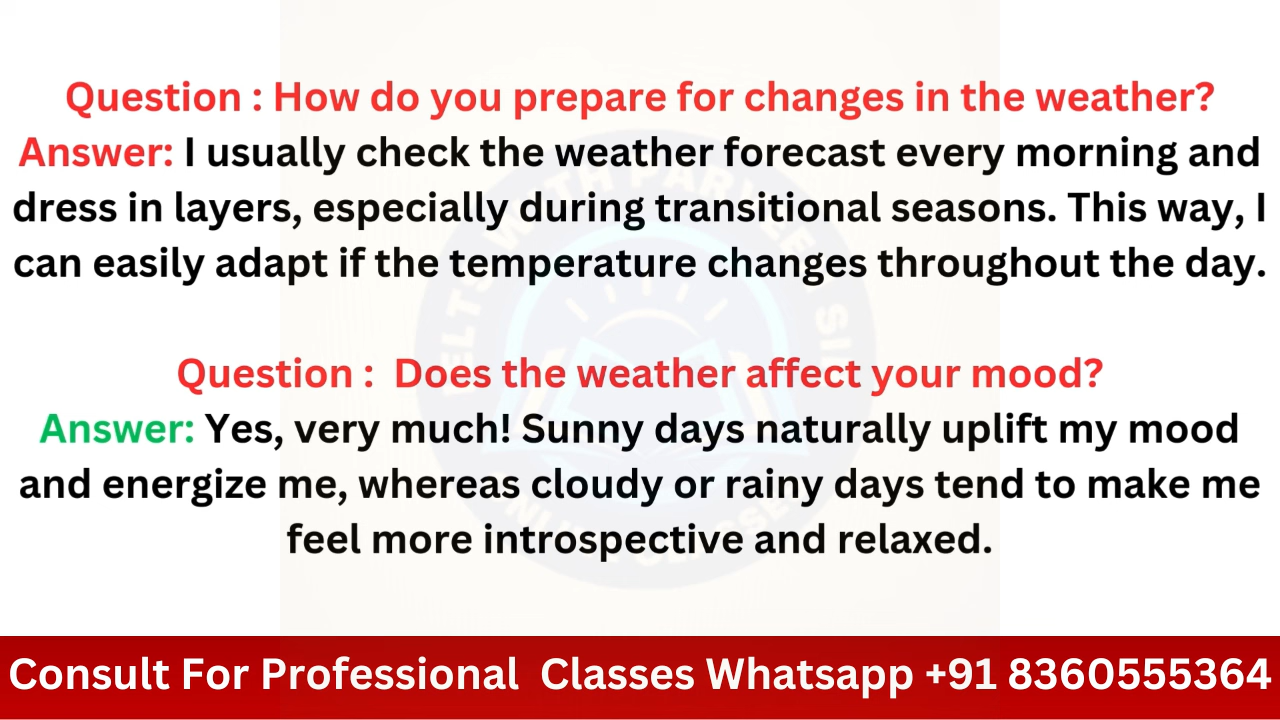 Question : How do you prepare for changes in the weather?
Answer: I usually check the weather forecast every morning and
dress in layers, especially during transitional seasons. This way, I
can easily adapt if the temperature changes throughout the day.
Question :  Does the weather affect your mood?
Answer: Yes, very much! Sunny days naturally uplift my mood
and energize me, whereas cloudy or rainy days tend to make me
feel more introspective and relaxed.
Consult For Professional  Classes Whatsapp +91 8360555364
IELTS WITH